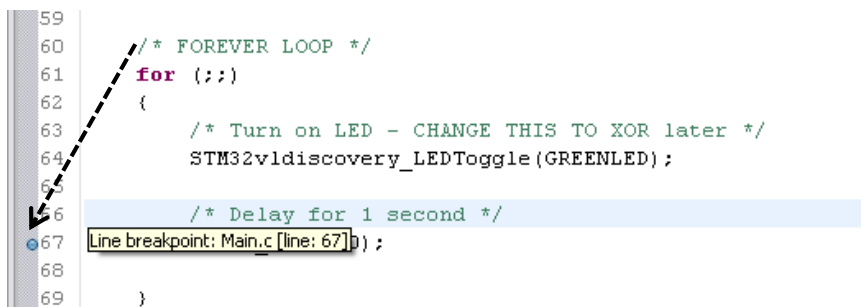 59
60 /* FOREVER LOOP */
61 for (;;)
62 {
63 /* Turn on LED - CHANGE THIS TO XOR later */
64 STM32vldiscovery_LEDToggle(GREENLED);
65
66 /* Delay for 1 second */
67 Line breakpoint: Main.c [line: 67] );
68
69 }